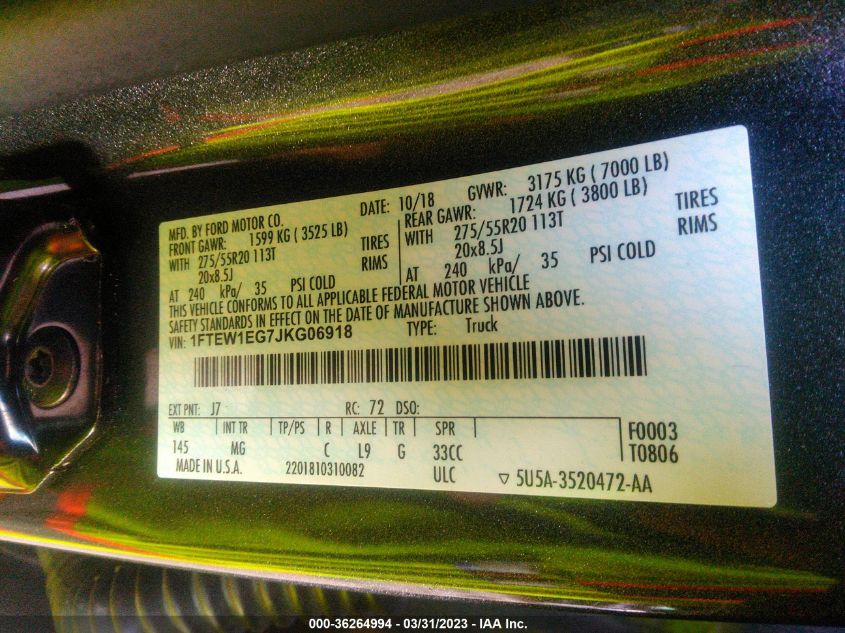 MFD. BY FORD MOTOR CO. DATE: 10/18 GVWR: 3175 KG ( 7000 LB)
FRONT GAWR: 1599 KG ( 3525 LB) REAR GAWR: 1724 KG ( 3800 LB)
WITH 275/55R20 113T TIRES WITH 275/55R20 113T TIRES
20x8.5J RIMS 20x8.5J RIMS
AT 240 kPa/ 35 PSI COLD AT 240 kPa/ 35 PSI COLD
THIS VEHICLE CONFORMS TO ALL APPLICABLE FEDERAL MOTOR VEHICLE
SAFETY STANDARDS IN EFFECT ON THE DATE OF MANUFACTURE SHOWN ABOVE.
VIN: 1FTEW1EG7JKG06918 TYPE: Truck
EXT PNT: J7 RC: 72 DSO:
WB INT TR TP/PS R AXLE TR SPR F0003
145 MG C L9 G 33CC T0806
MADE IN U.S.A. 2201810310082 ULC ▽ 5U5A-3520472-AA
000-36264994 - 03/31/2023 - IAA Inc.